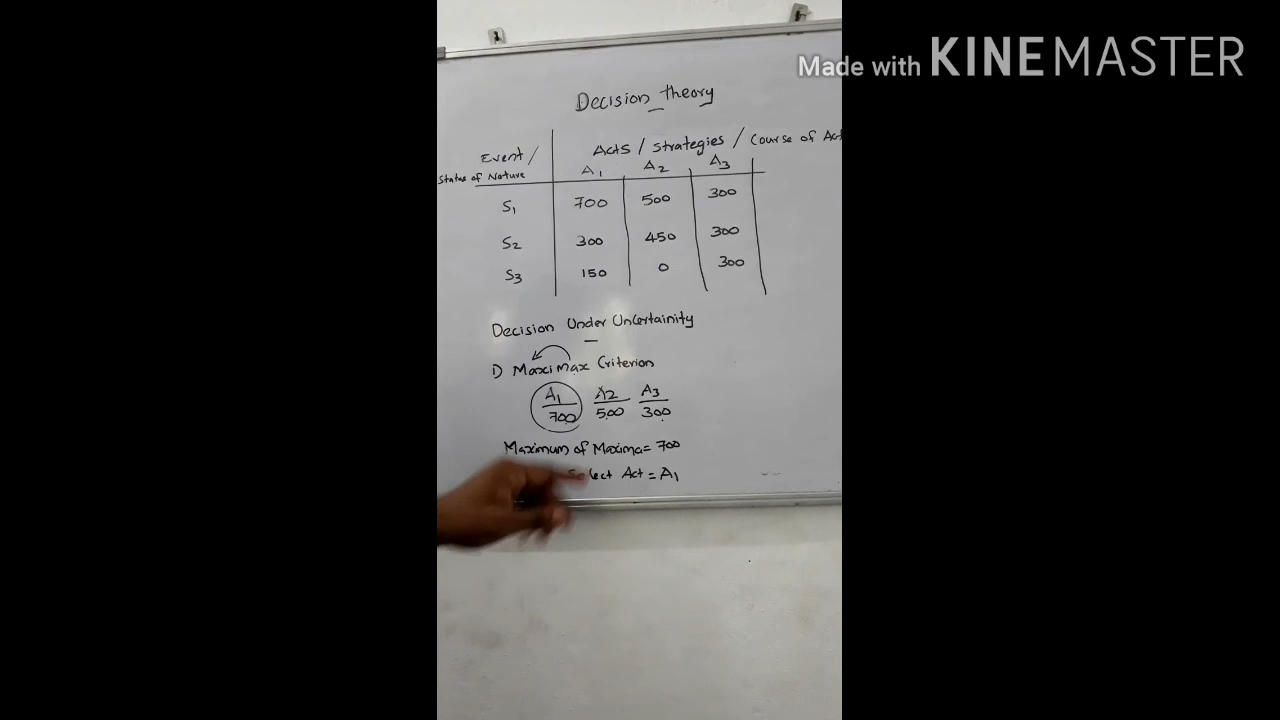 Made with KINEMASTER
Decision theory
Event / Acts / Strategies / Course of Act
States of Nature A1 A2 A3
S1 700 500 300
S2 300 450 300
S3 150 0 300
Decision Under Uncertainity
1) Maximax Criterion
A1 A2 A3
700 500 300
Maximum of Maxima = 700
Select Act = A1